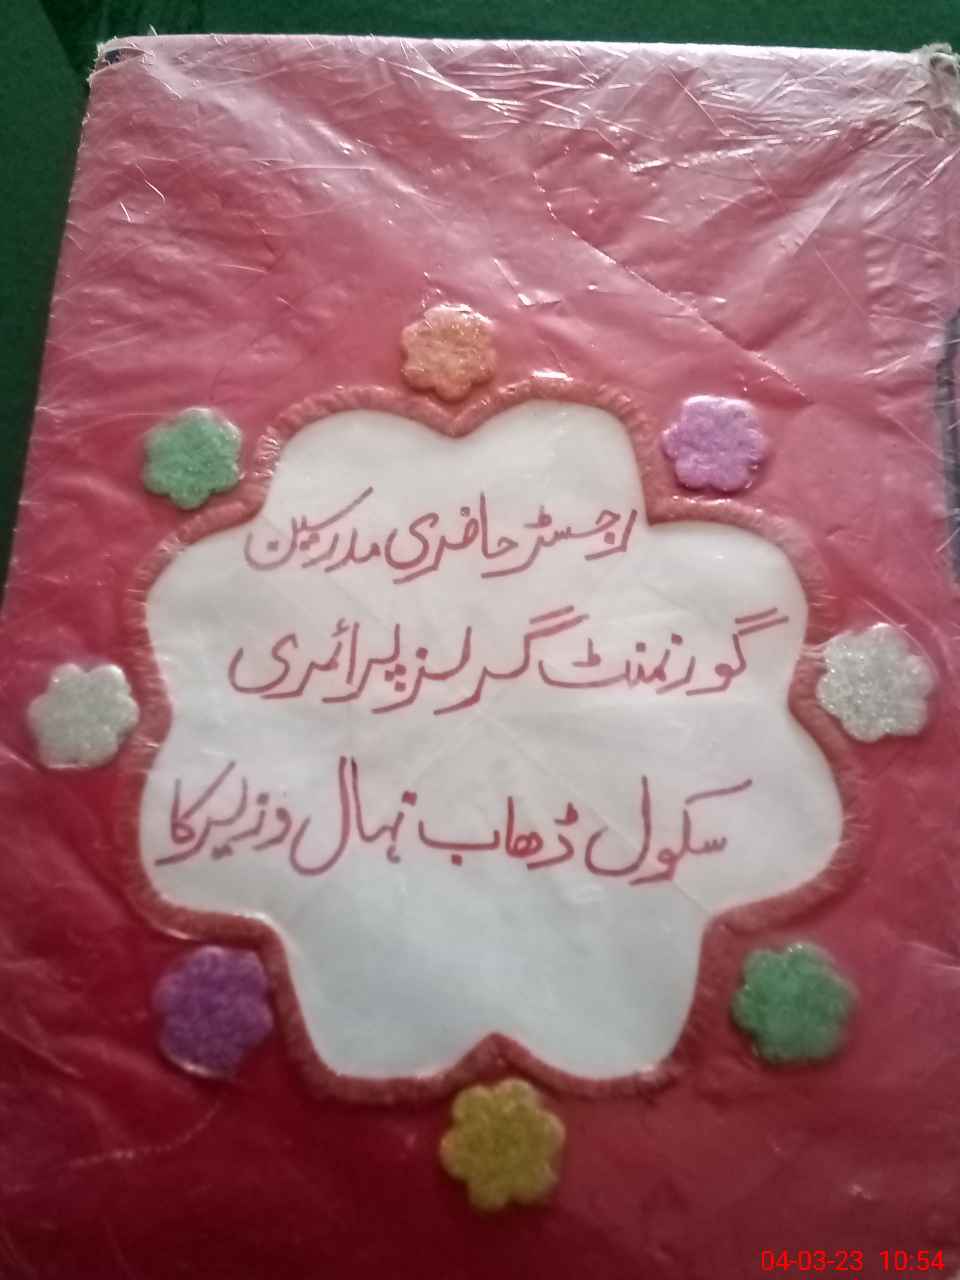 رجسٹر حاضری مدرسین
گورنمنٹ گرلز پرائمری
سکول ڈھاب نہال وزیرکا
04-03-23 10:54